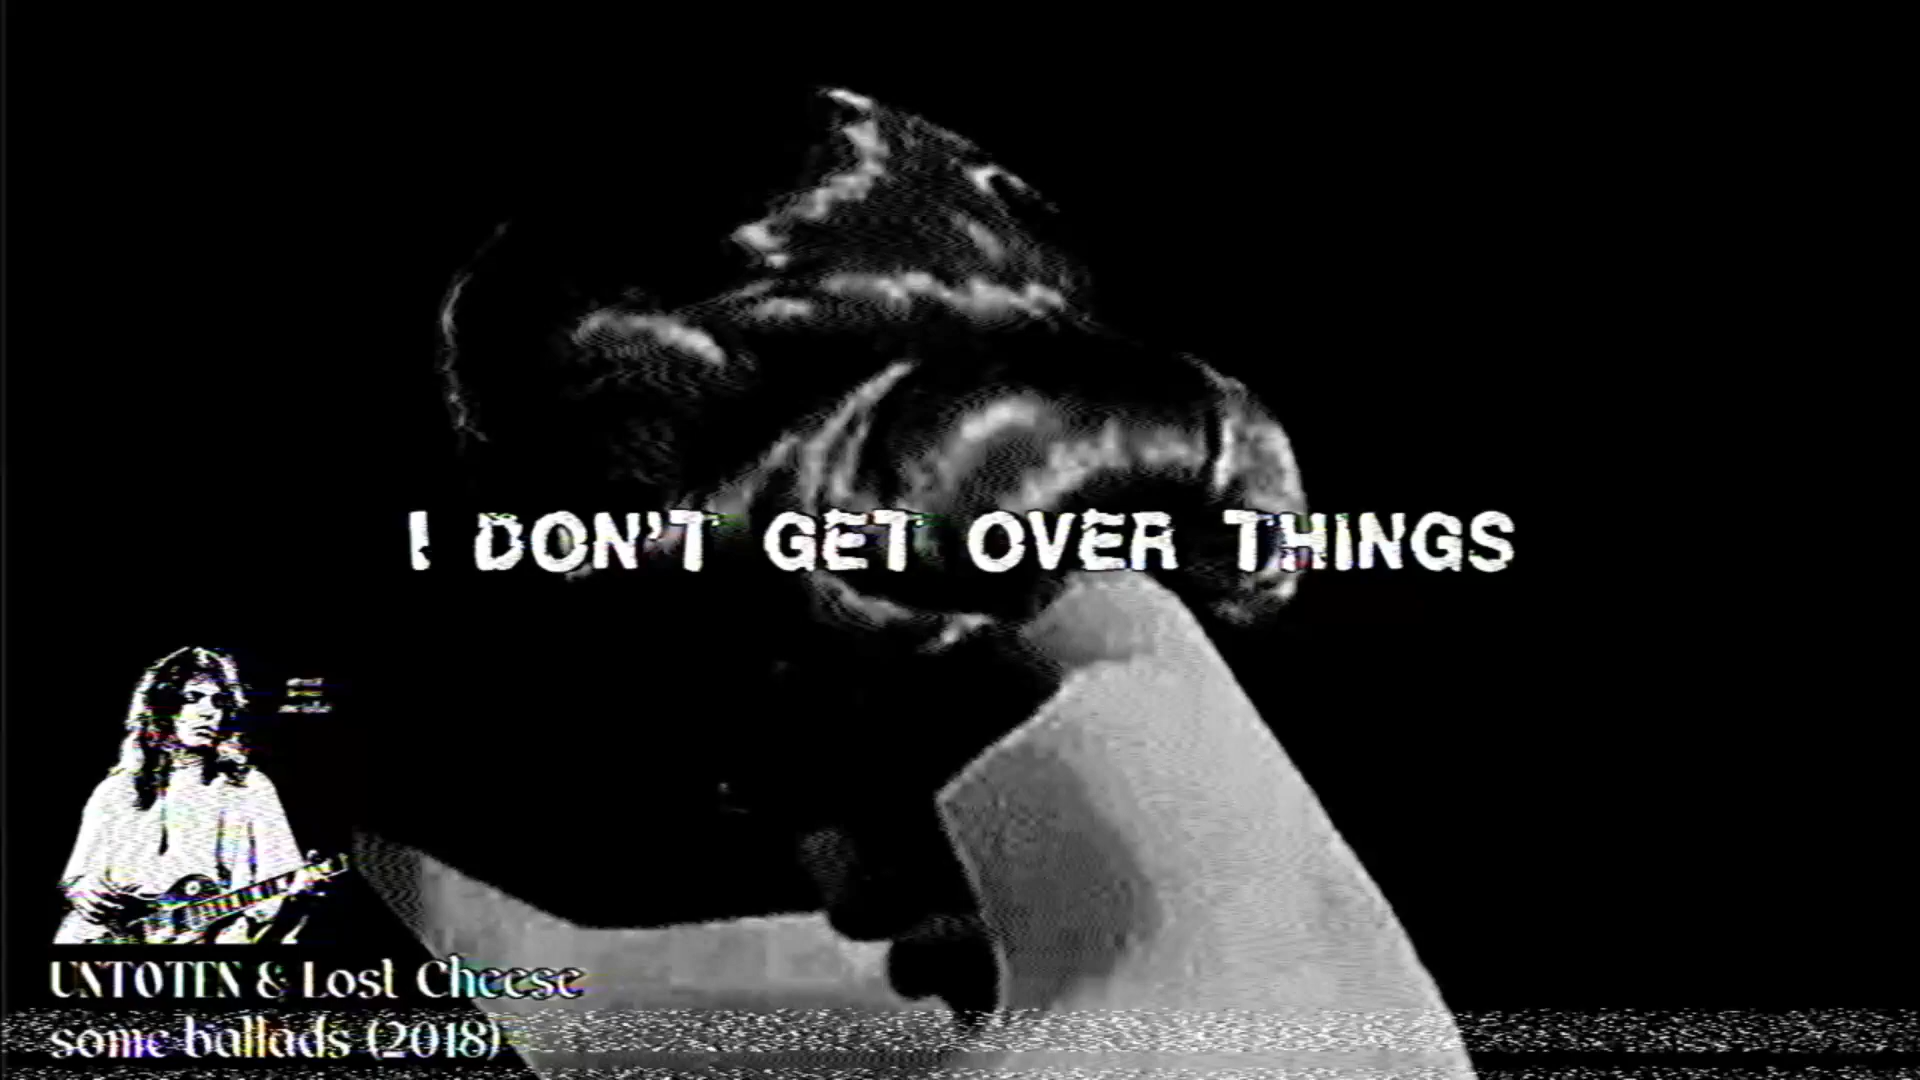 I DON'T GET OVER THINGS
UNTOTEN & Lost Cheese
some ballads (2018)